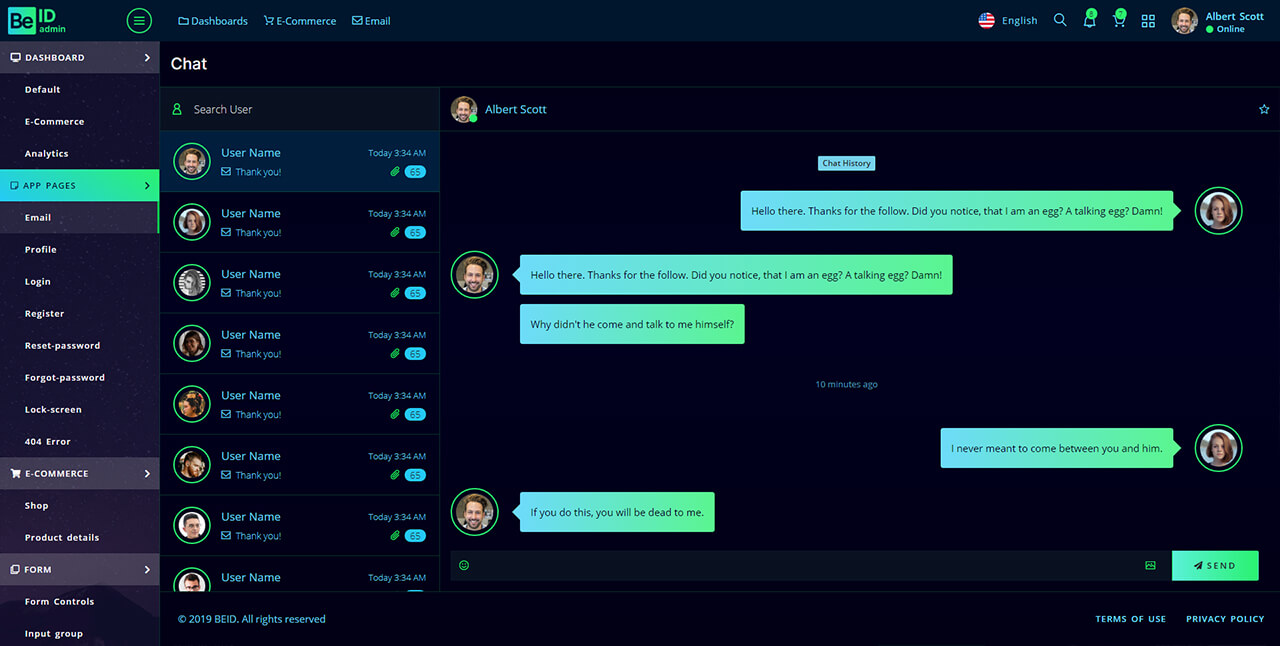 BeID admin
Dashboards E-Commerce Email
English 8 7 Albert Scott
Online
DASHBOARD
Default
E-Commerce
Analytics
APP PAGES
Email
Profile
Login
Register
Reset-password
Forgot-password
Lock-screen
404 Error
E-COMMERCE
Shop
Product details
FORM
Form Controls
Input group
Chat
Search User
User Name Today 3:34 AM
Thank you! 65
User Name Today 3:34 AM
Thank you! 65
User Name Today 3:34 AM
Thank you! 65
User Name Today 3:34 AM
Thank you! 65
User Name Today 3:34 AM
Thank you! 65
User Name Today 3:34 AM
Thank you! 65
User Name Today 3:34 AM
Thank you! 65
User Name Today 3:34 AM
Albert Scott
Chat History
Hello there. Thanks for the follow. Did you notice, that I am an egg? A talking egg? Damn!
Hello there. Thanks for the follow. Did you notice, that I am an egg? A talking egg? Damn!
Why didn't he come and talk to me himself?
10 minutes ago
I never meant to come between you and him.
If you do this, you will be dead to me.
SEND
© 2019 BEID. All rights reserved
TERMS OF USE PRIVACY POLICY